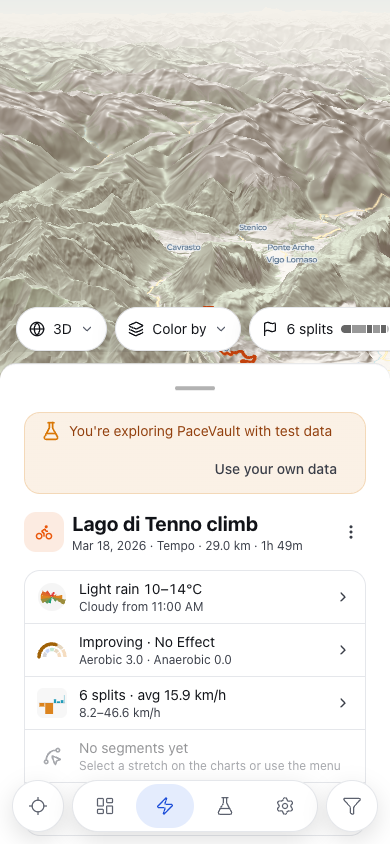 Stenico
Cavrasto
Ponte Arche
Vigo Lomaso
3D
Color by
6 splits
You're exploring PaceVault with test data
Use your own data
Lago di Tenno climb
Mar 18, 2026 · Tempo · 29.0 km · 1h 49m
Light rain 10–14°C
Cloudy from 11:00 AM
Improving · No Effect
Aerobic 3.0 · Anaerobic 0.0
6 splits · avg 15.9 km/h
8.2–46.6 km/h
No segments yet
Select a stretch on the charts or use the menu